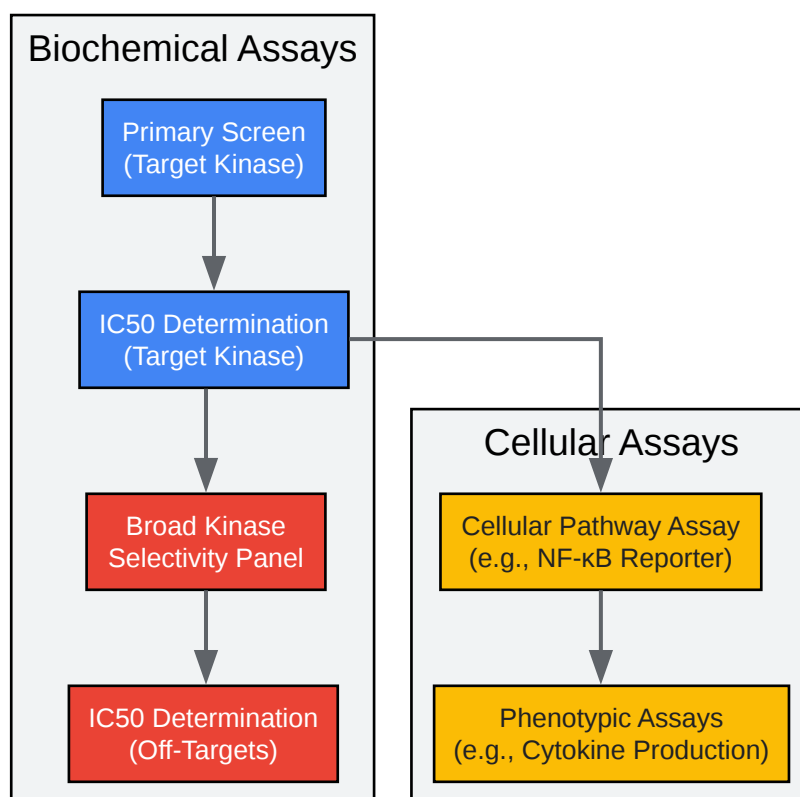 Biochemical Assays
Primary Screen
(Target Kinase)
IC50 Determination
(Target Kinase)
Broad Kinase
Selectivity Panel
IC50 Determination
(Off-Targets)
Cellular Assays
Cellular Pathway Assay
(e.g., NF-κB Reporter)
Phenotypic Assays
(e.g., Cytokine Production)